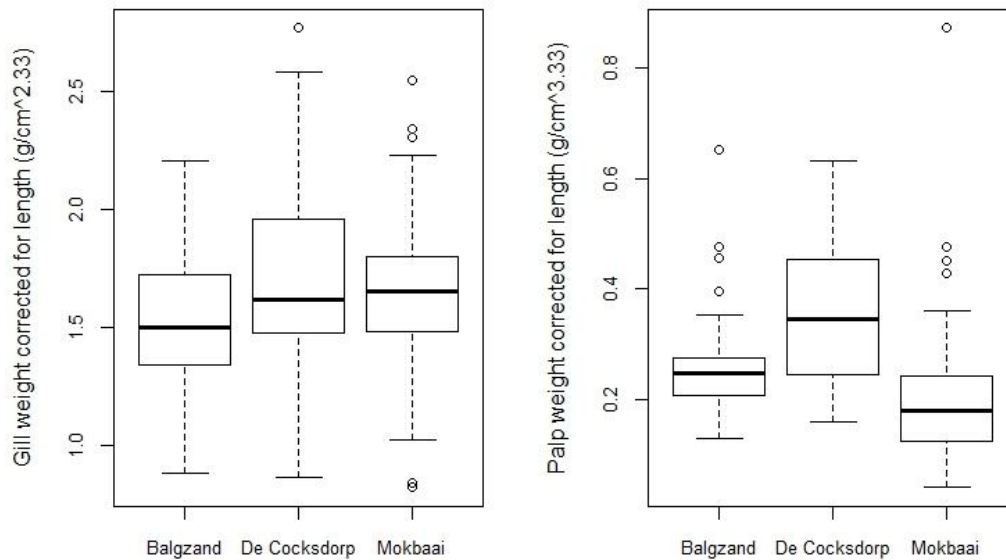 Gill weight corrected for length (g/cm^2.33)
2.5
2.0
1.5
1.0
Balgzand De Cocksdorp Mokbaai
Palp weight corrected for length (g/cm^3.33)
0.8
0.6
0.4
0.2
Balgzand De Cocksdorp Mokbaai